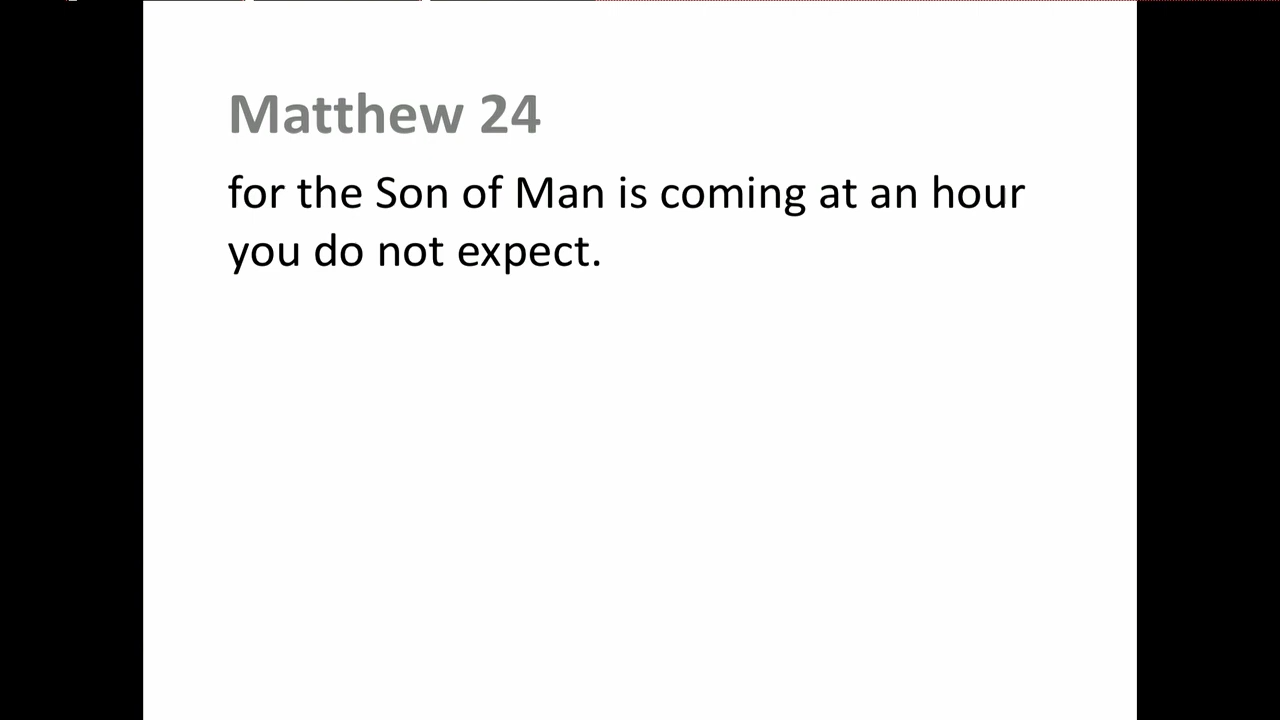 Matthew 24
for the Son of Man is coming at an hour
you do not expect.